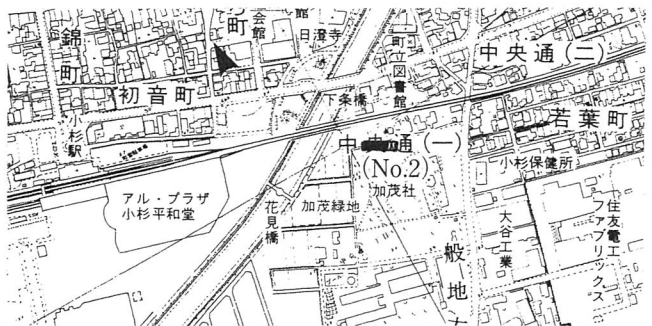 錦町
町
会館
館
日澄寺
町立図書館
中央通(二)
初音町
下条橋
若葉町
小杉駅
中央通(一)
(No.2)
小杉保健所
アル・プラザ
小杉平和堂
加茂社
加茂緑地
花見橋
大谷工業
住友電工
ファブリックス
般地